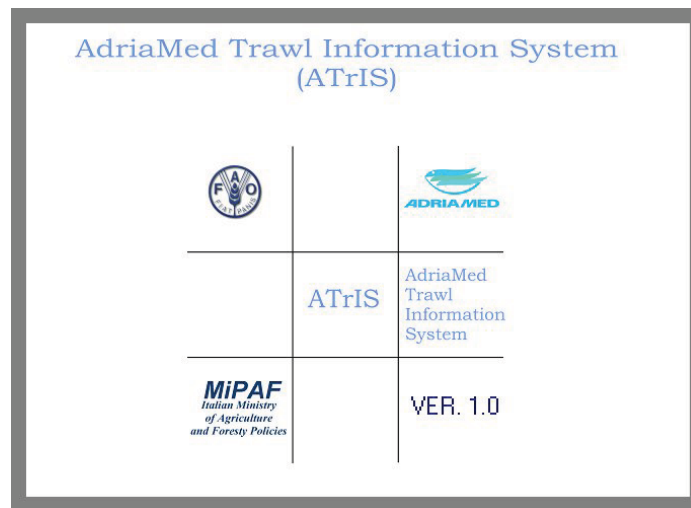 AdriaMed Trawl Information System
(ATrIS)
FAO
FIAT PANIS
ADRIAMED
ATrIS
AdriaMed
Trawl
Information
System
MiPAF
Italian Ministry
of Agriculture
and Foresty Policies
VER. 1.0